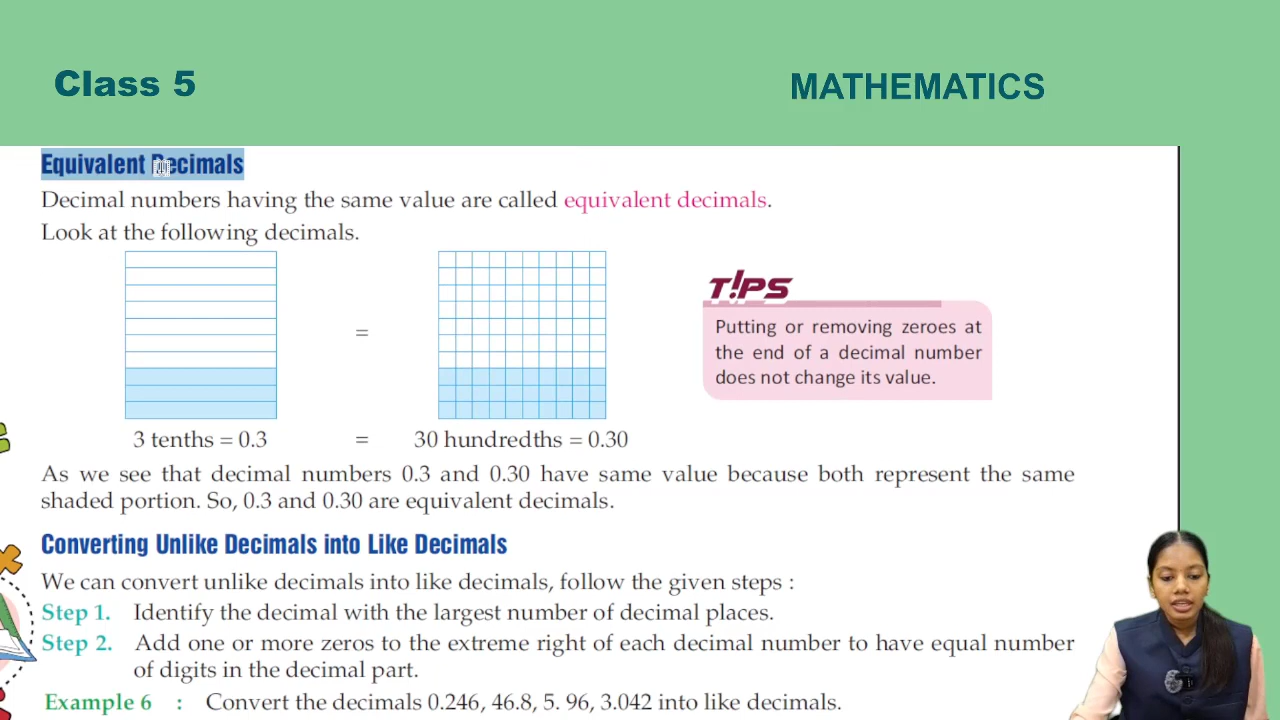 Class 5
MATHEMATICS
Equivalent Decimals
Decimal numbers having the same value are called equivalent decimals.
Look at the following decimals.
=
T!PS
Putting or removing zeroes at
the end of a decimal number
does not change its value.
3 tenths = 0.3 = 30 hundredths = 0.30
As we see that decimal numbers 0.3 and 0.30 have same value because both represent the same
shaded portion. So, 0.3 and 0.30 are equivalent decimals.
Converting Unlike Decimals into Like Decimals
We can convert unlike decimals into like decimals, follow the given steps :
Step 1. Identify the decimal with the largest number of decimal places.
Step 2. Add one or more zeros to the extreme right of each decimal number to have equal number
of digits in the decimal part.
Example 6 : Convert the decimals 0.246, 46.8, 5. 96, 3.042 into like decimals.